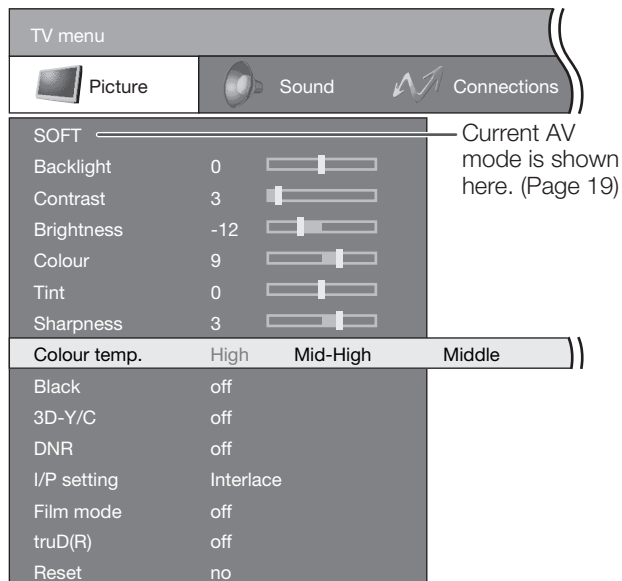 TV menu
Picture Sound Connections
SOFT
Current AV
mode is shown
here. (Page 19)
Backlight 0
Contrast 3
Brightness -12
Colour 9
Tint 0
Sharpness 3
Colour temp. High Mid-High Middle
Black off
3D-Y/C off
DNR off
I/P setting Interlace
Film mode off
truD(R) off
Reset no